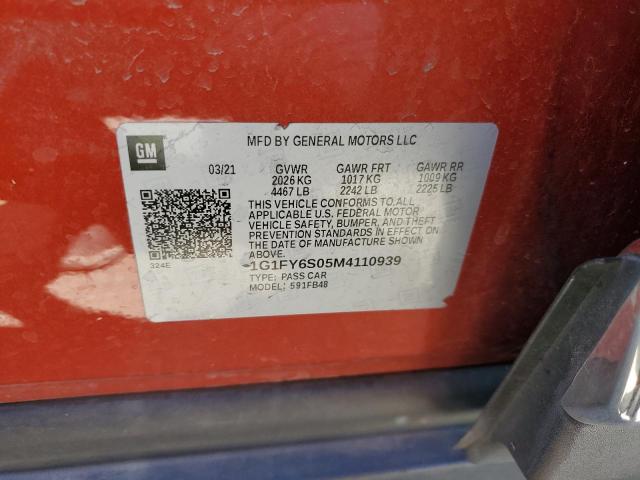 GM
MFD BY GENERAL MOTORS LLC
03/21 GVWR GAWR FRT GAWR RR
2026 KG 1017 KG 1009 KG
4467 LB 2242 LB 2225 LB
THIS VEHICLE CONFORMS TO ALL
APPLICABLE U.S. FEDERAL MOTOR
VEHICLE SAFETY, BUMPER, AND THEFT
PREVENTION STANDARDS IN EFFECT ON
THE DATE OF MANUFACTURE SHOWN
ABOVE.
324E
1G1FY6S05M4110939
TYPE: PASS CAR
MODEL: 591FB48